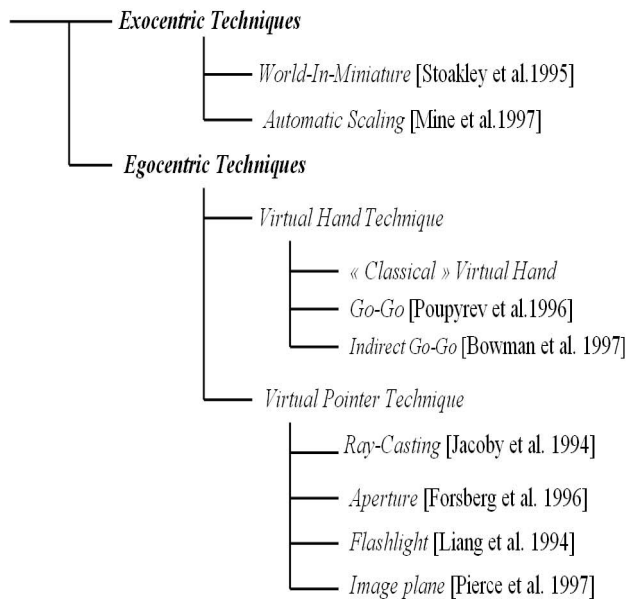 Exocentric Techniques
World-In-Miniature [Stoakley et al.1995]
Automatic Scaling [Mine et al.1997]
Egocentric Techniques
Virtual Hand Technique
« Classical » Virtual Hand
Go-Go [Poupyrev et al.1996]
Indirect Go-Go [Bowman et al. 1997]
Virtual Pointer Technique
Ray-Casting [Jacoby et al. 1994]
Aperture [Forsberg et al. 1996]
Flashlight [Liang et al. 1994]
Image plane [Pierce et al. 1997]